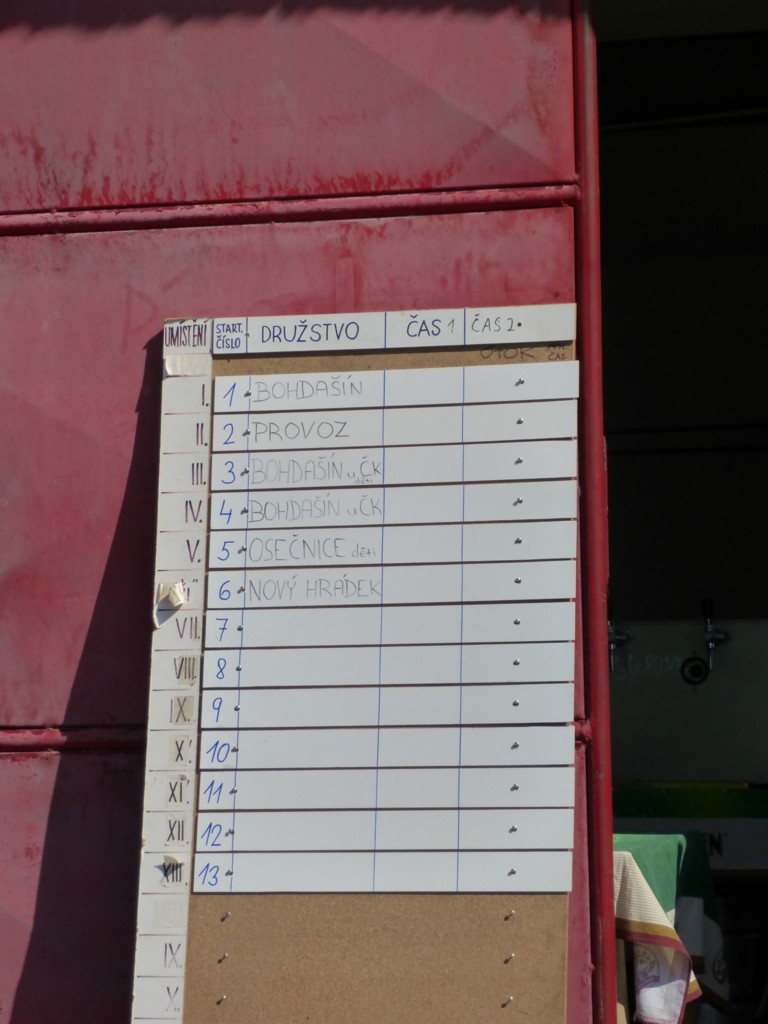 UMÍSTĚNÍ START. ČÍSLO DRUŽSTVO ČAS 1 ČAS 2
ÚTOK
I. 1 BOHDAŠÍN
II. 2 PROVOZ
III. 3 BOHDAŠÍN u ČK děti
IV. 4 BOHDAŠÍN u ČK
V. 5 OSEČNICE děti
6 NOVÝ HRÁDEK
VII. 7
VIII. 8
IX. 9
X. 10
XI. 11
XII. 12
XIII. 13
IX.
X.